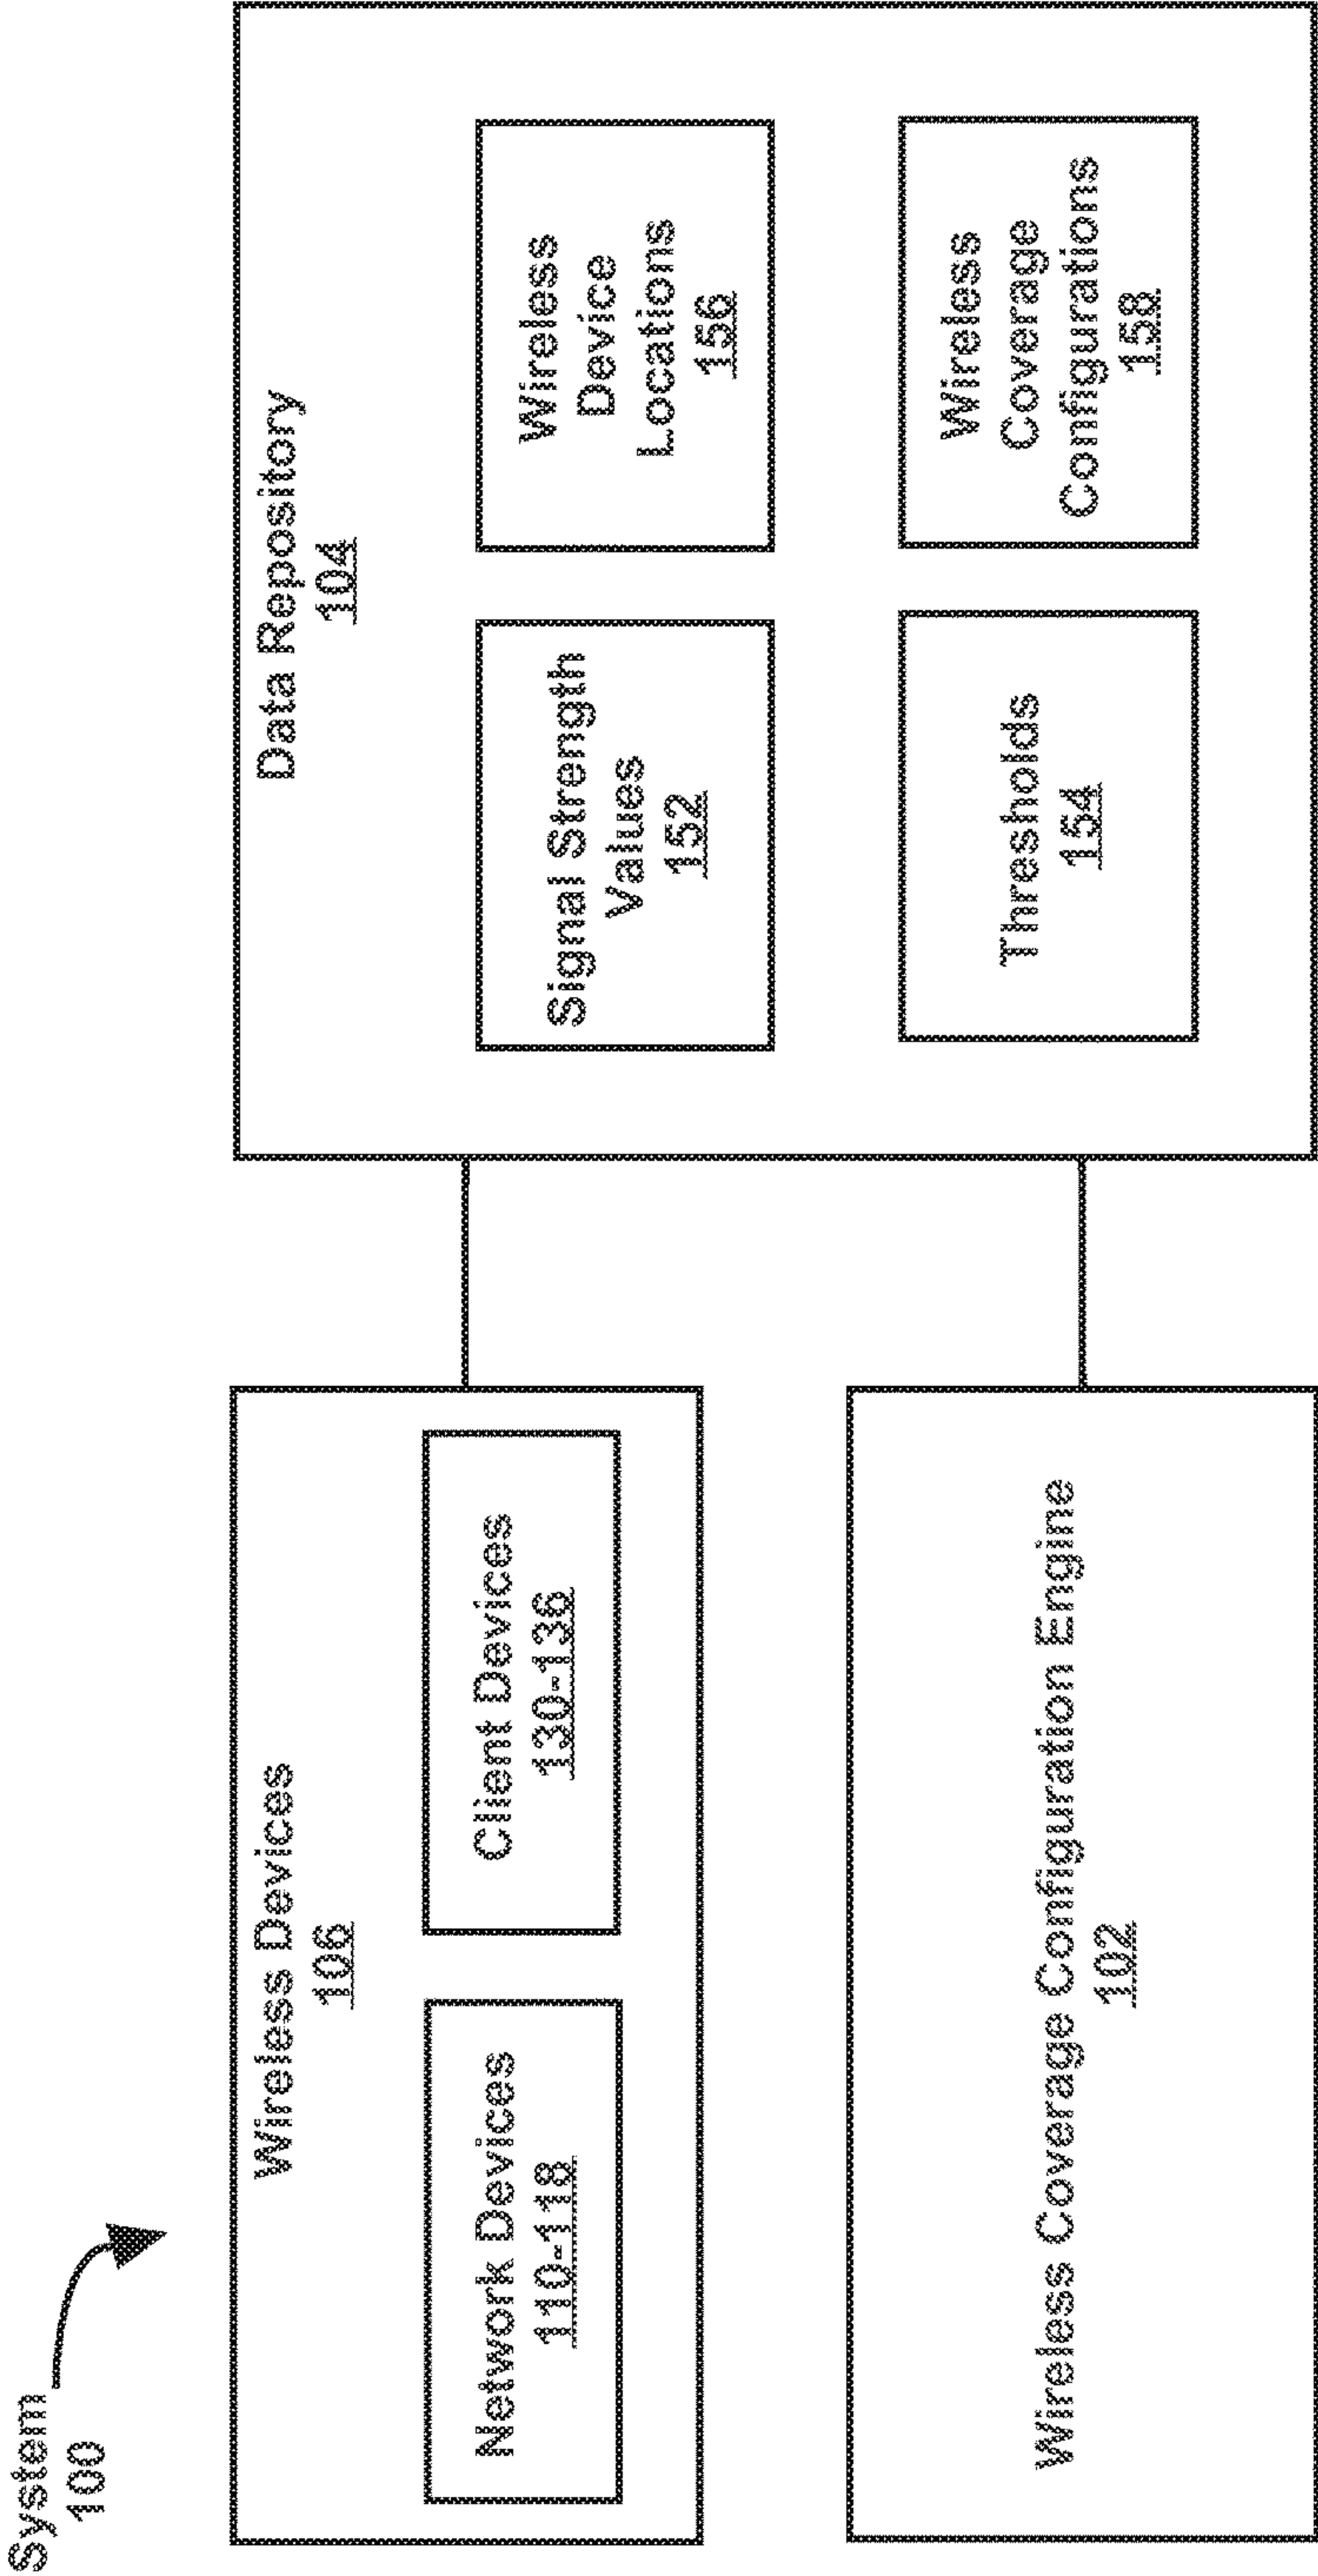 System
100
Wireless Devices
106
Network Devices
110-118
Client Devices
130-136
Wireless Coverage Configuration Engine
102
Data Repository
104
Signal Strength
Values
152
Wireless
Device
Locations
156
Thresholds
154
Wireless
Coverage
Configurations
158